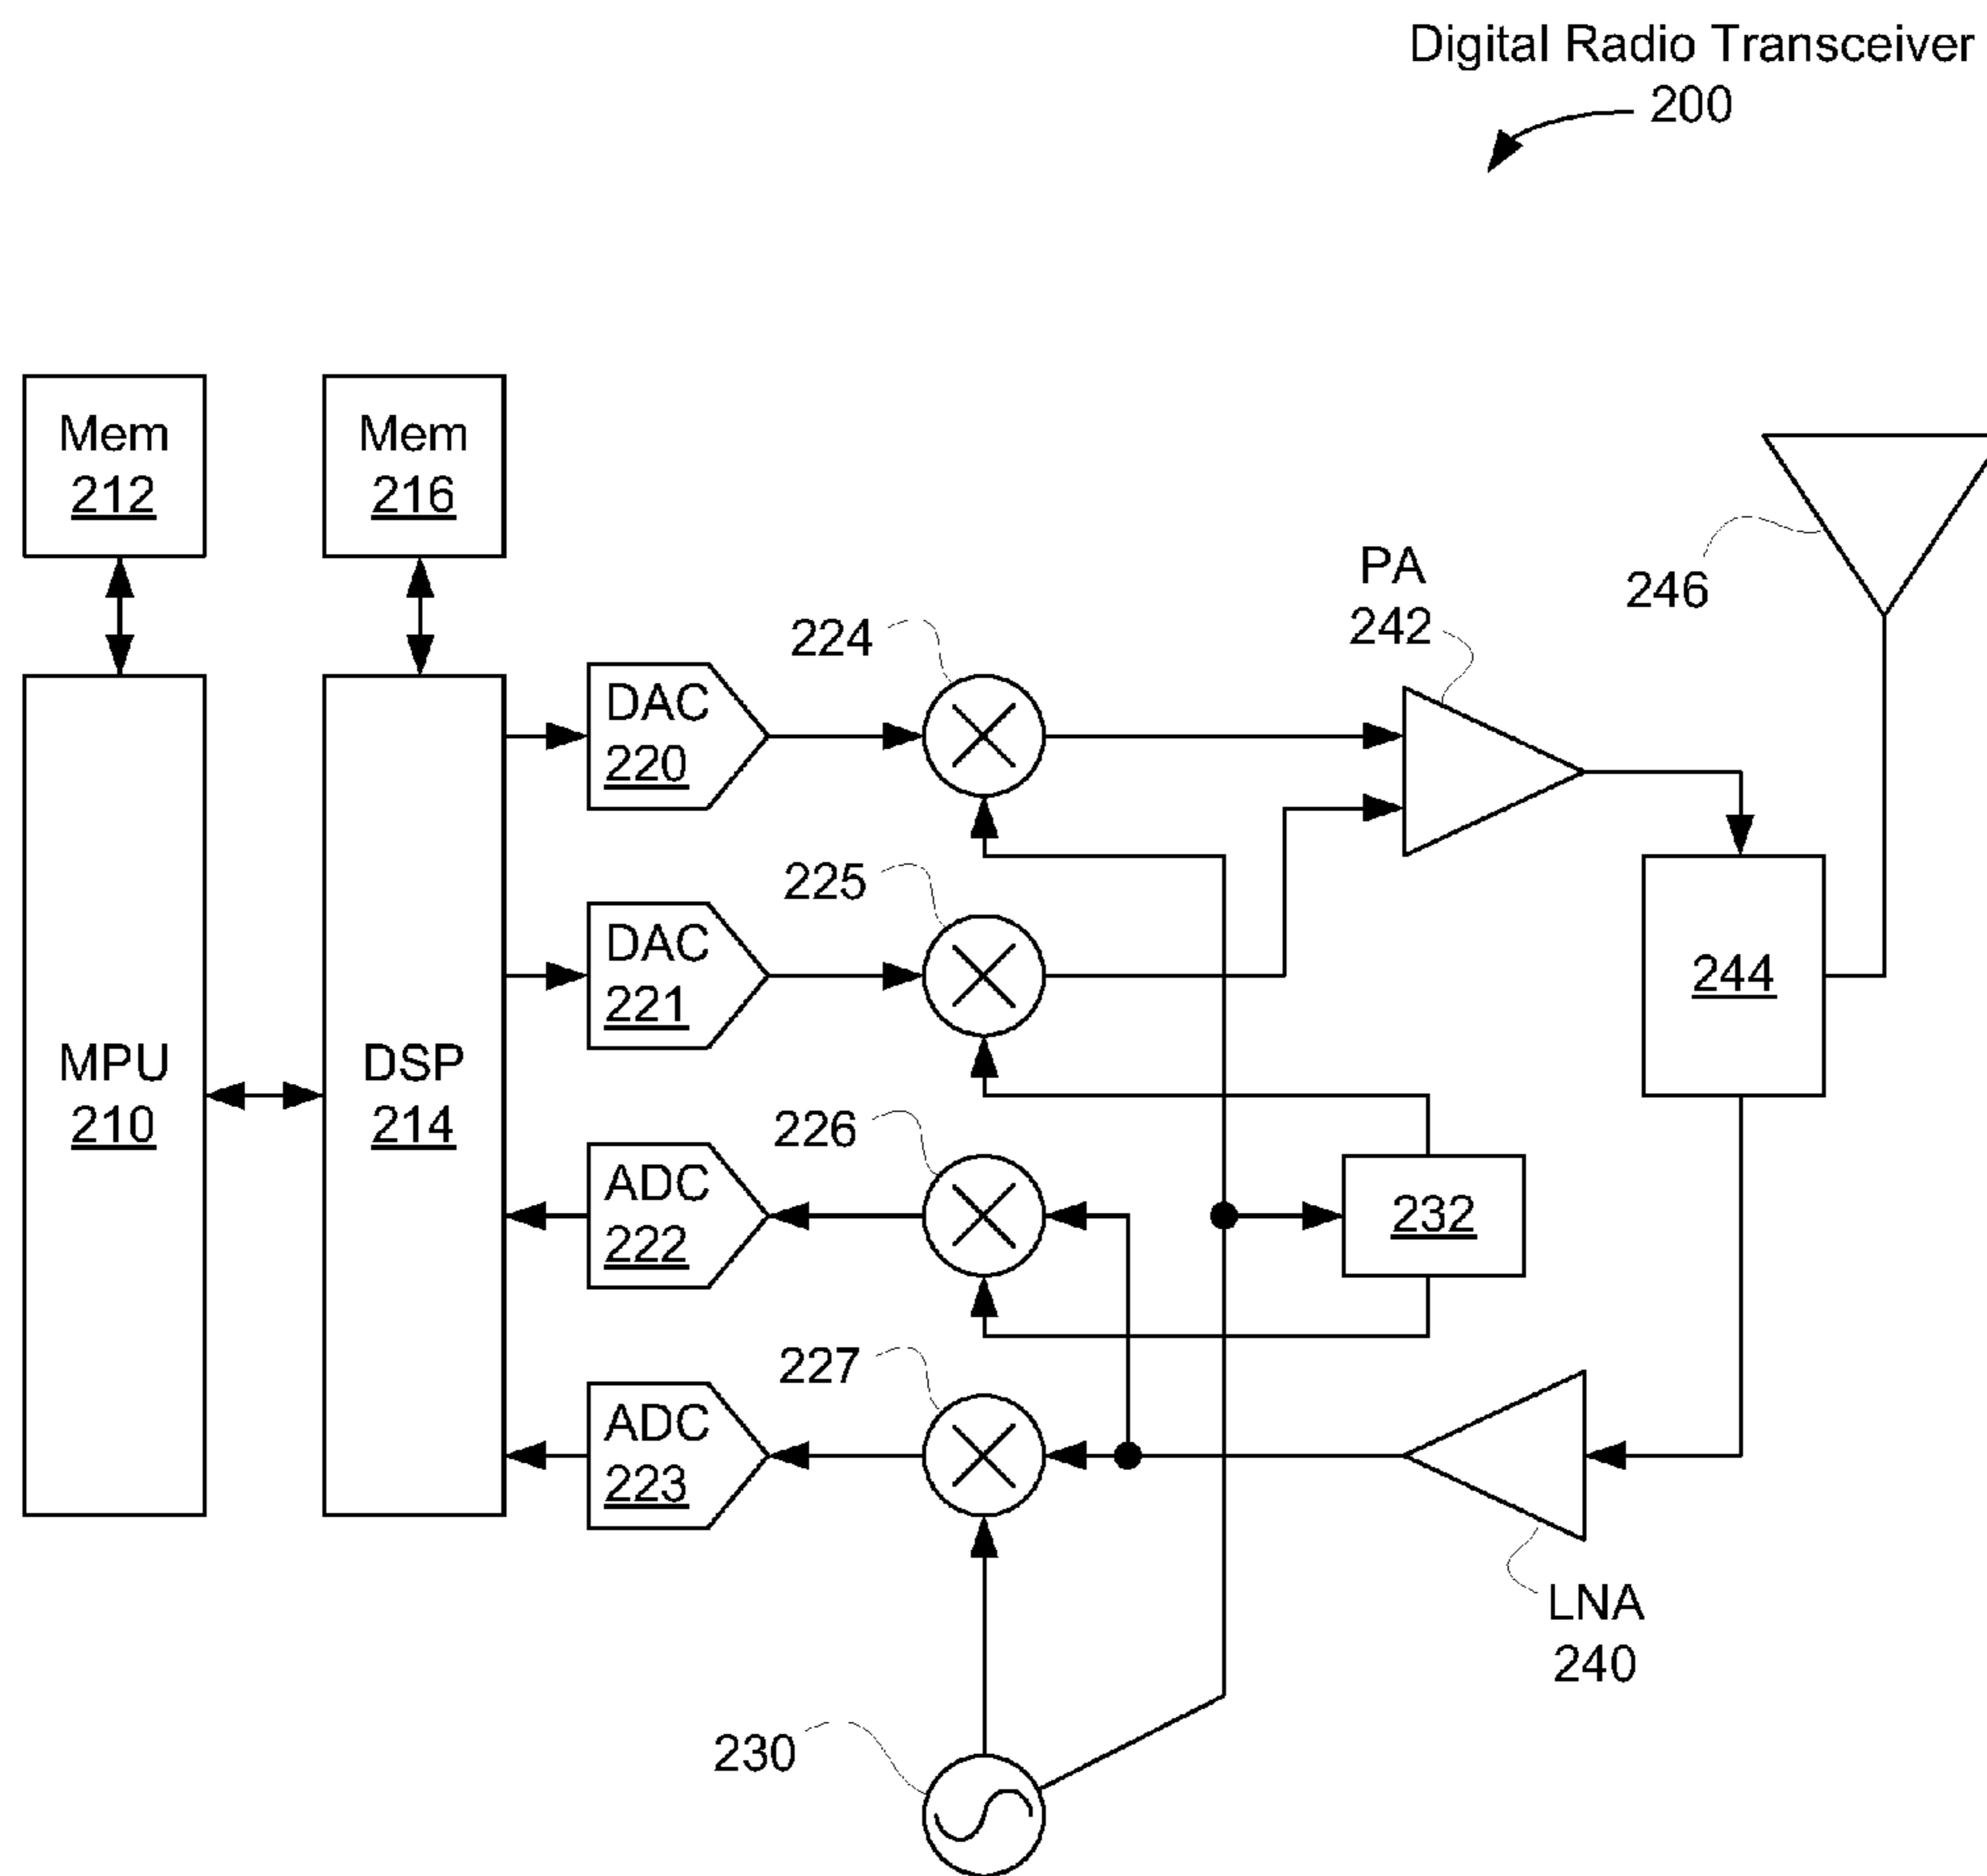 Digital Radio Transceiver
200
Mem
212
Mem
216
246
PA
242
224
DAC
220
225
DAC
221
244
MPU
210
DSP
214
226
ADC
222
232
227
ADC
223
LNA
240
230